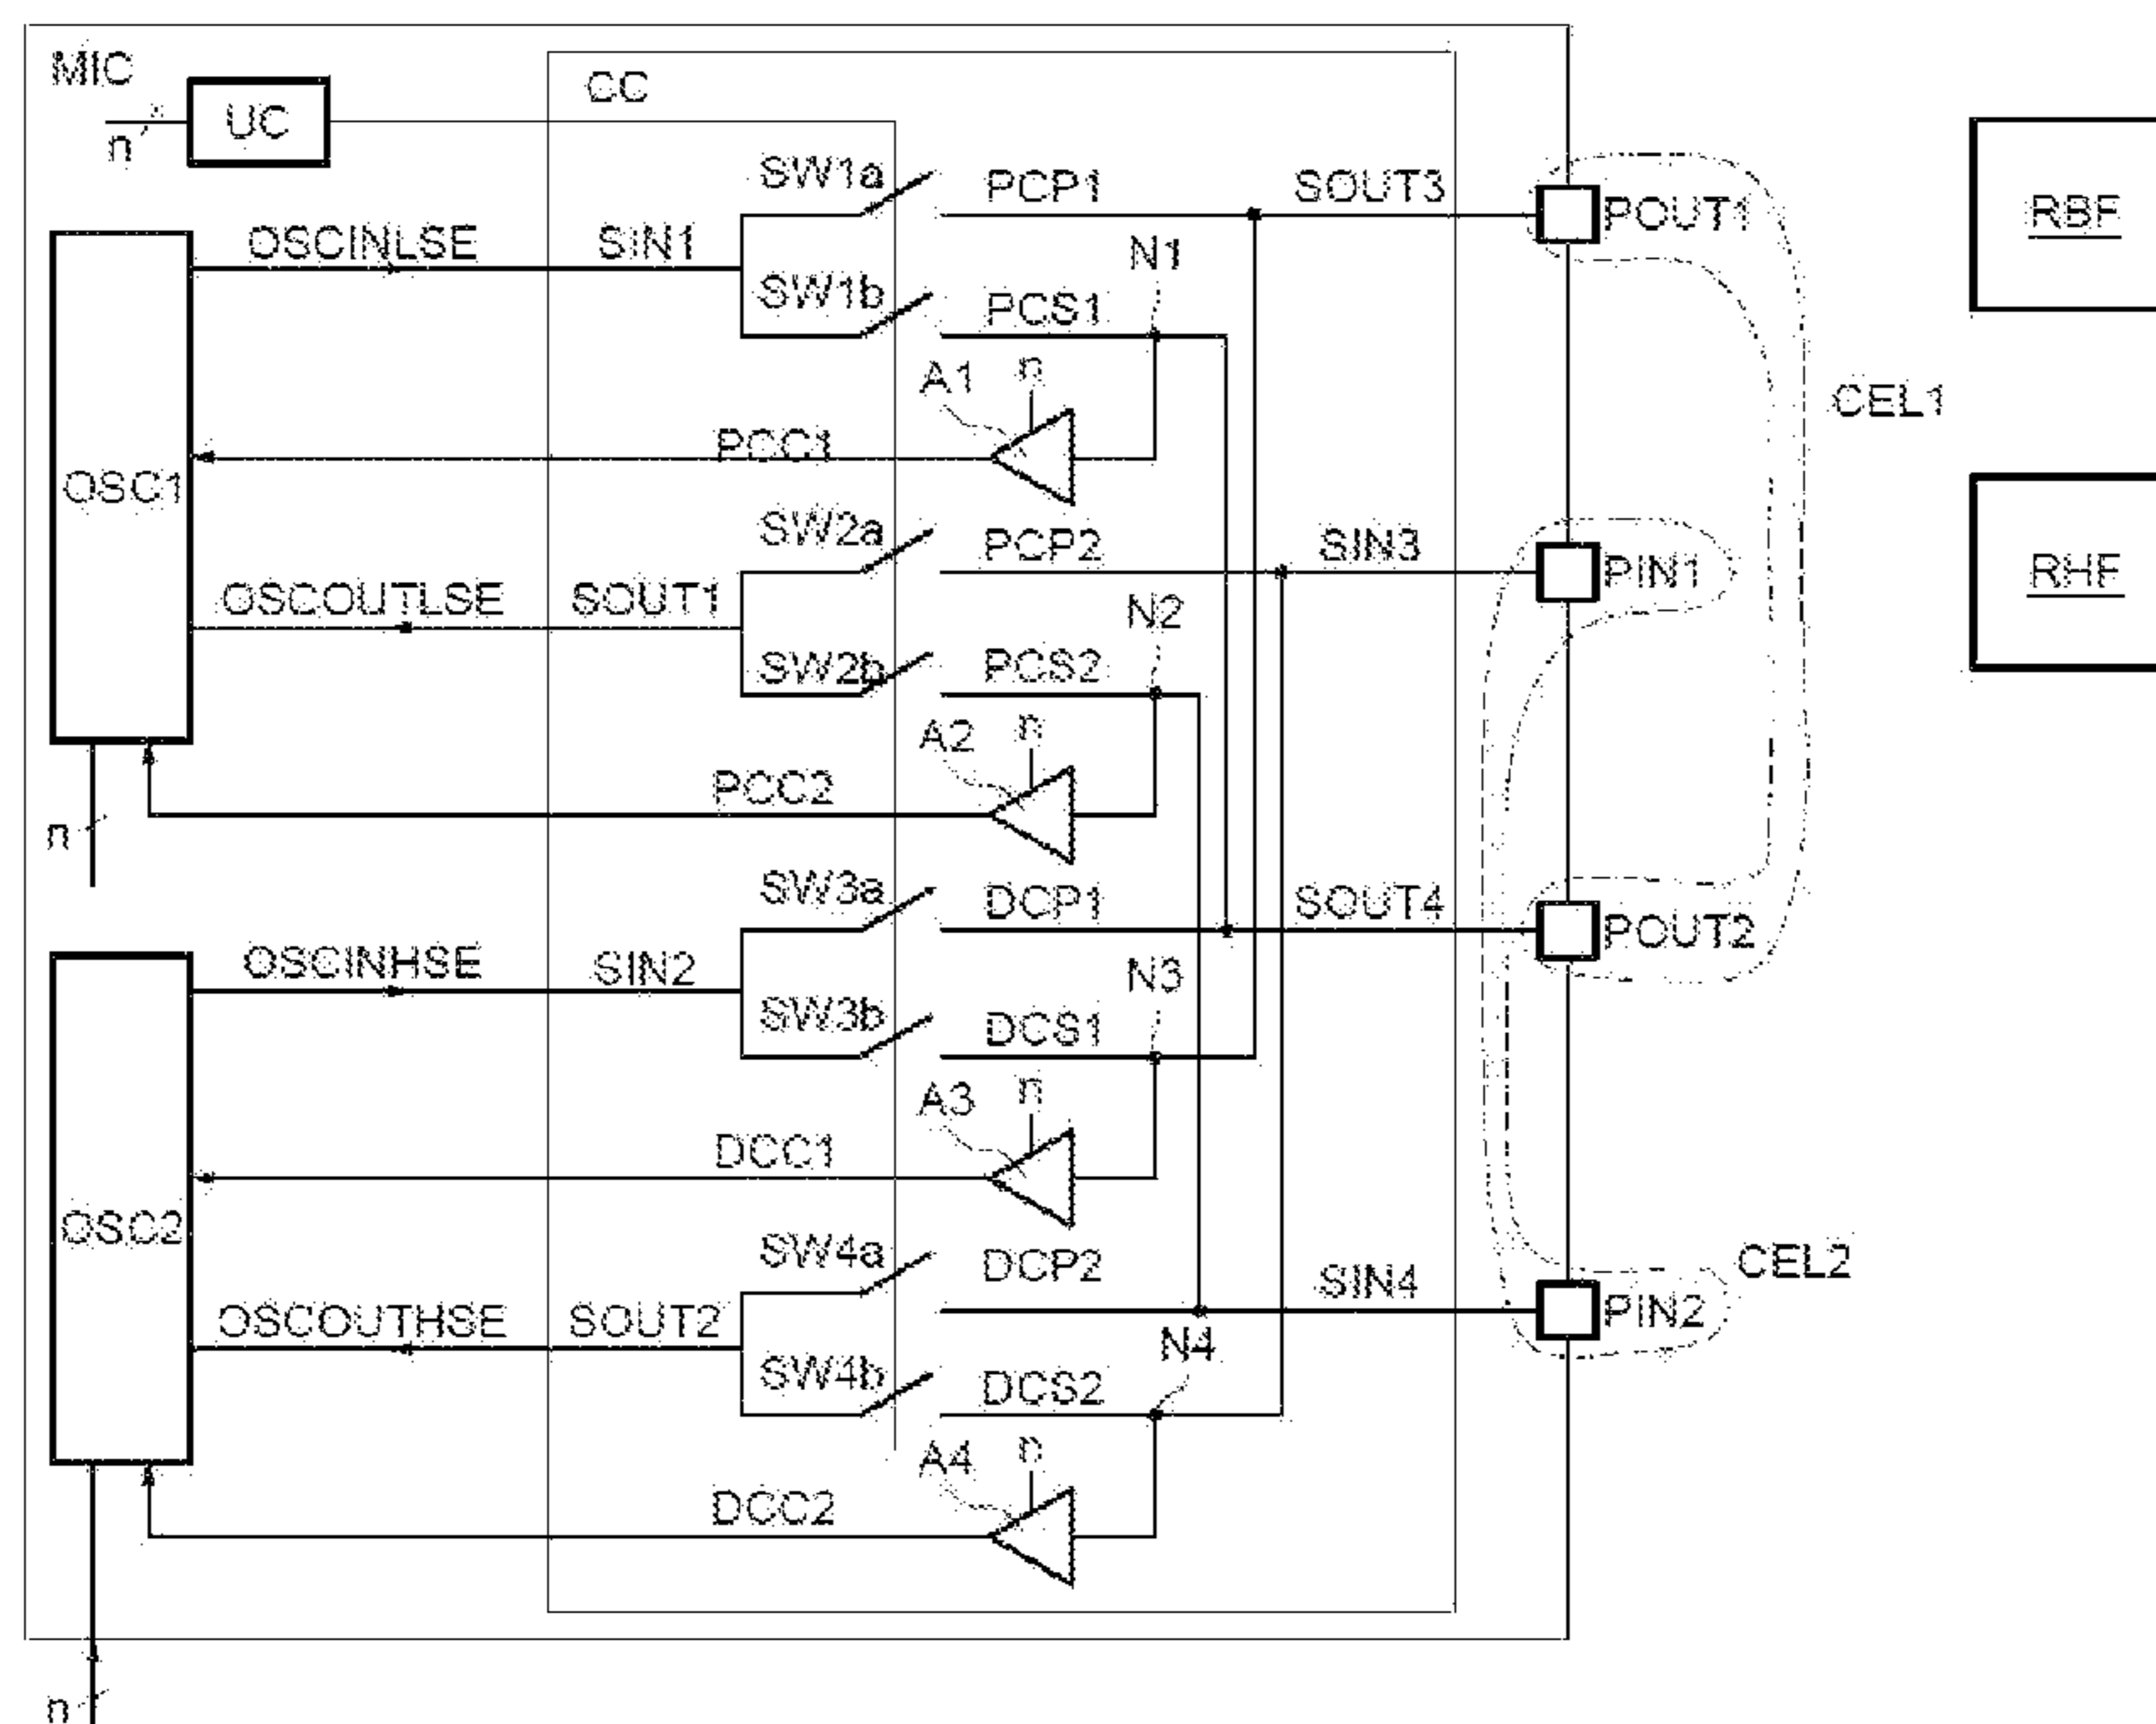 MIC
CC
UC
n
SW1a
PCP1
SOUT3
POUT1
RBF
OSCINLSE
SIN1
N1
SW1b
PCS1
A1
n
CEL1
PCC1
OSC1
SW2a
PCP2
SIN3
PIN1
RHF
OSCOUTLSE
SOUT1
N2
SW2b
PCS2
A2
n
PCC2
n
SW3a
DCP1
SOUT4
POUT2
OSCINHSE
SIN2
N3
SW3b
DCS1
A3
n
DCC1
OSC2
SW4a
DCP2
SIN4
CEL2
PIN2
OSCOUTHSE
SOUT2
N4
SW4b
DCS2
A4
n
DCC2
n